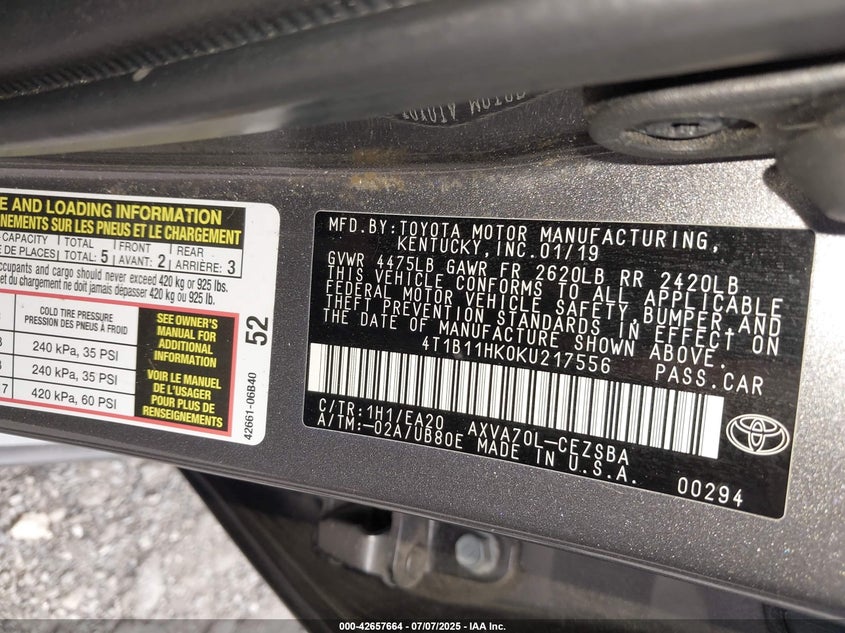 E AND LOADING INFORMATION
NEMENTS SUR LES PNEUS ET LE CHARGEMENT
CAPACITY TOTAL FRONT REAR
DE PLACES TOTAL: 5 AVANT: 2 ARRIÈRE: 3
occupants and cargo should never exceed 420 kg or 925 lbs.
et du chargement ne doit jamais dépasser 420 kg ou 925 lb.
COLD TIRE PRESSURE
PRESSION DES PNEUS À FROID
240 kPa, 35 PSI
240 kPa, 35 PSI
420 kPa, 60 PSI
SEE OWNER'S
MANUAL FOR
ADDITIONAL
INFORMATION
VOIR LE MANUEL
DE L'USAGER
POUR PLUS DE
RENSEIGNEMENTS
52
42661-06B40
MFD.BY:TOYOTA MOTOR MANUFACTURING,
KENTUCKY,INC.01/19
GVWR 4475LB GAWR FR 2620LB RR 2420LB
THIS VEHICLE CONFORMS TO ALL APPLICABLE
FEDERAL MOTOR VEHICLE SAFETY,BUMPER,AND
THEFT PREVENTION STANDARDS IN EFFECT ON
THE DATE OF MANUFACTURE SHOWN ABOVE.
4T1B11HK0KU217556 PASS.CAR
C/TR:1H1/EA20 AXVA70L-CEZSBA
A/TM:-02A/UB80E MADE IN U.S.A.
00294
000-42657664 | 07/07/2025 - IAA Inc.